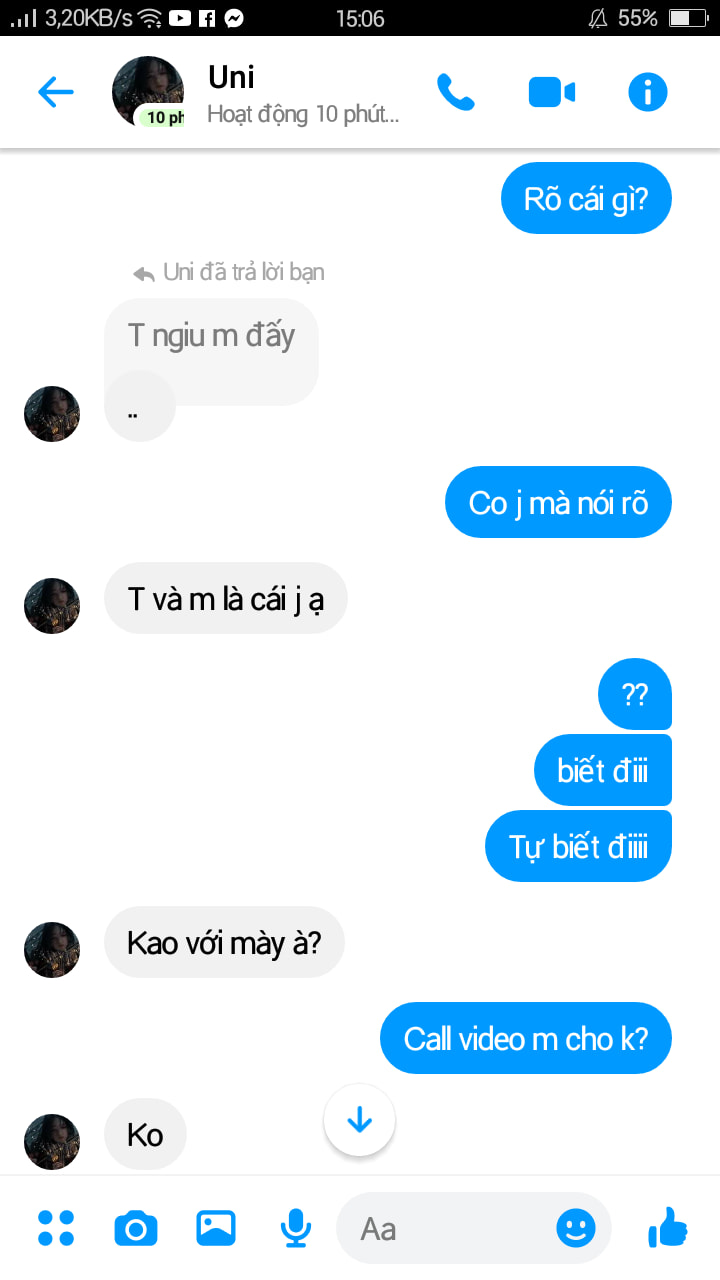 3,20KB/s
15:06
55%
Uni
10 ph
Hoạt động 10 phút...
Rõ cái gì?
Uni đã trả lời bạn
T ngiu m đấy
..
Co j mà nói rõ
T và m là cái j ạ
??
biết điii
Tự biết điiii
Kao với mày à?
Call video m cho k?
Ko
Aa